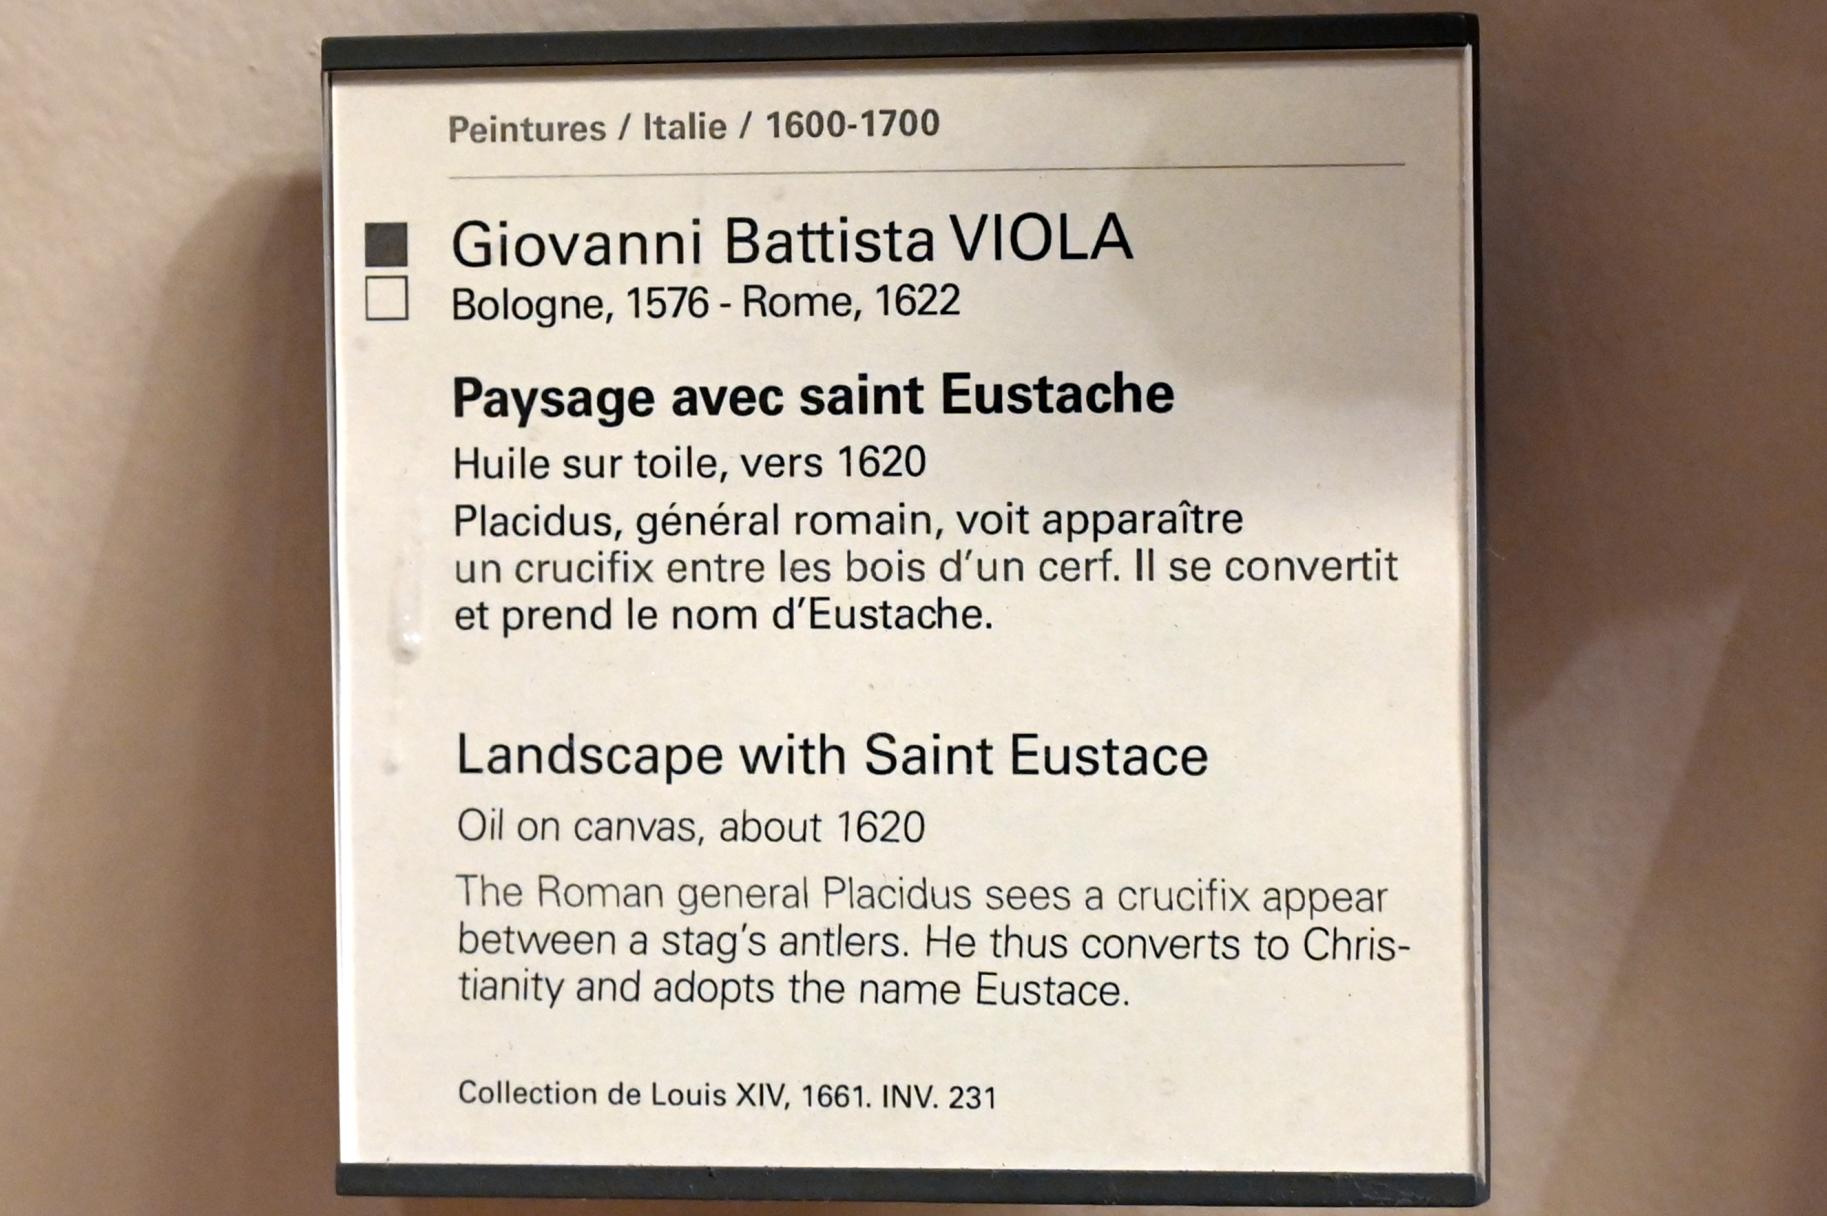 Peintures / Italie / 1600-1700
Giovanni Battista VIOLA
Bologne, 1576 - Rome, 1622
Paysage avec saint Eustache
Huile sur toile, vers 1620
Placidus, général romain, voit apparaître
un crucifix entre les bois d'un cerf. Il se convertit
et prend le nom d'Eustache.
Landscape with Saint Eustace
Oil on canvas, about 1620
The Roman general Placidus sees a crucifix appear
between a stag's antlers. He thus converts to Chris-
tianity and adopts the name Eustace.
Collection de Louis XIV, 1661. INV. 231